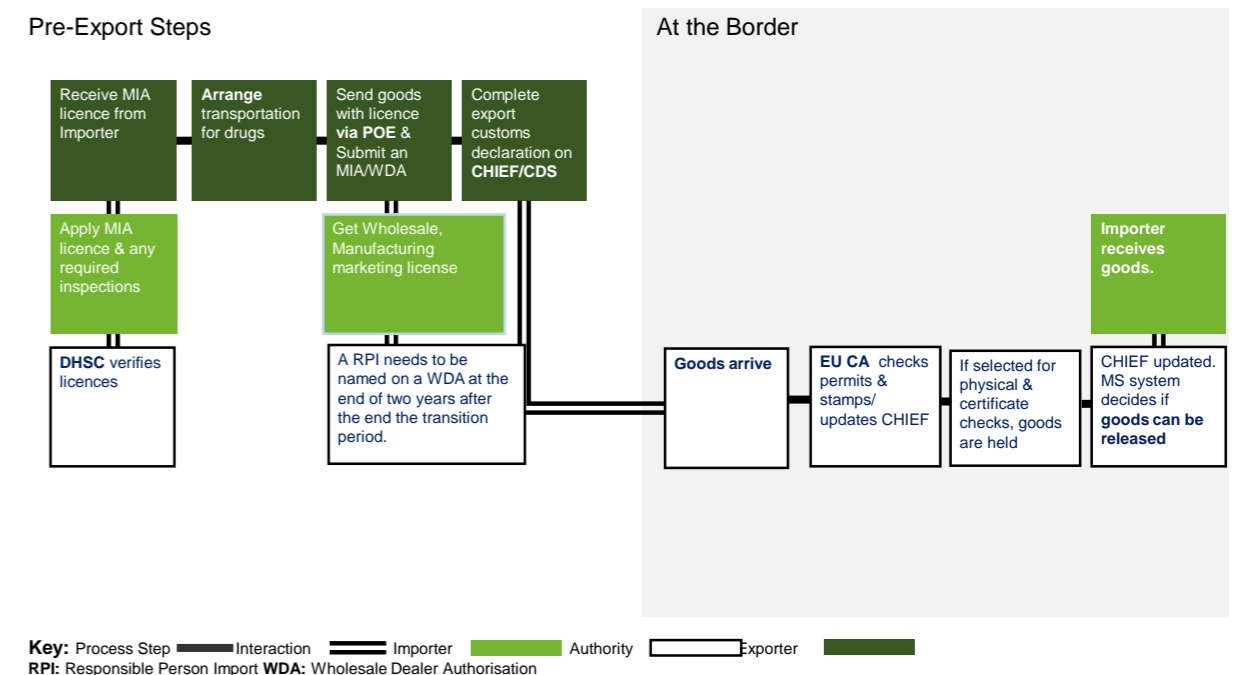 Pre-Export Steps
At the Border
Receive MIA
licence from
Importer
Arrange
transportation
for drugs
Send goods
with licence
via POE &
Submit an
MIA/WDA
Complete
export
customs
declaration on
CHIEF/CDS
Apply MIA
licence & any
required
inspections
Get Wholesale,
Manufacturing
marketing license
Importer
receives
goods.
DHSC verifies
licences
A RPI needs to be
named on a WDA at the
end of two years after
the end the transition
period.
Goods arrive
EU CA checks
permits &
stamps/
updates CHIEF
If selected for
physical &
certificate
checks, goods
are held
CHIEF updated.
MS system
decides if
goods can be
released
Key: Process Step Interaction Importer Authority Exporter
RPI: Responsible Person Import WDA: Wholesale Dealer Authorisation